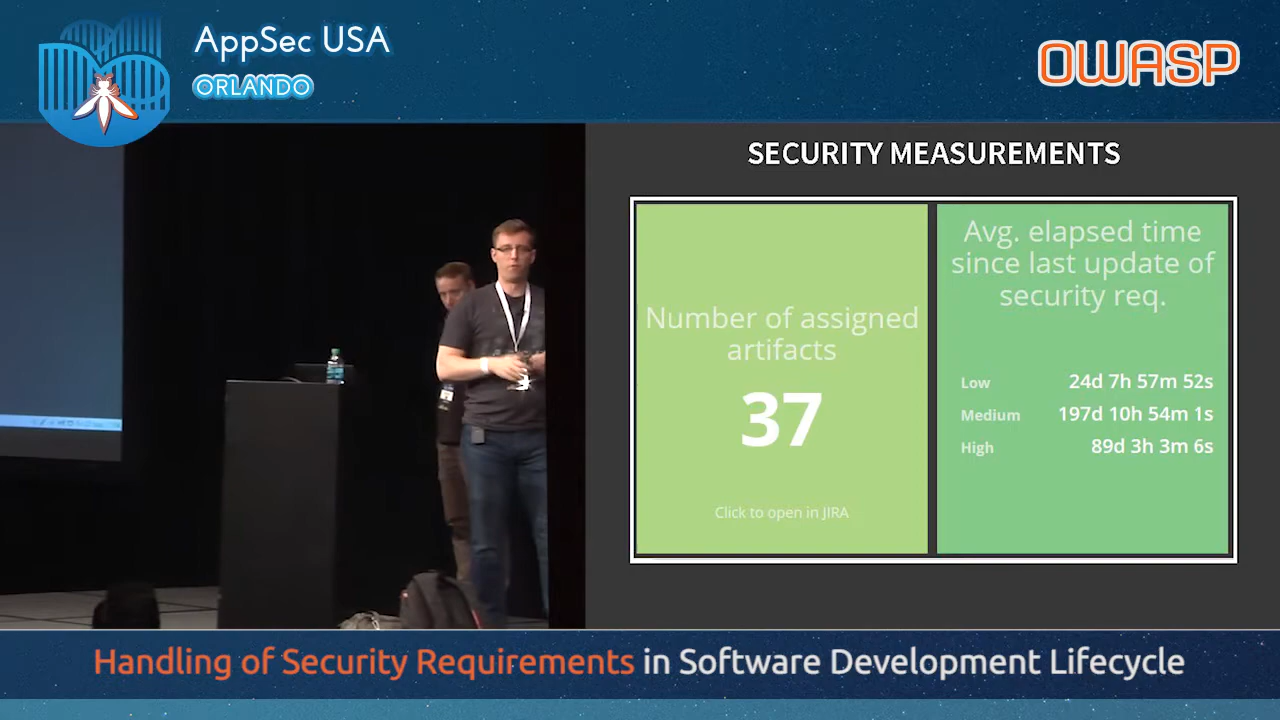 AppSec USA
ORLANDO
OWASP
SECURITY MEASUREMENTS
Number of assigned
artifacts
37
Click to open in JIRA
Avg. elapsed time
since last update of
security req.
Low 24d 7h 57m 52s
Medium 197d 10h 54m 1s
High 89d 3h 3m 6s
Handling of Security Requirements in Software Development Lifecycle